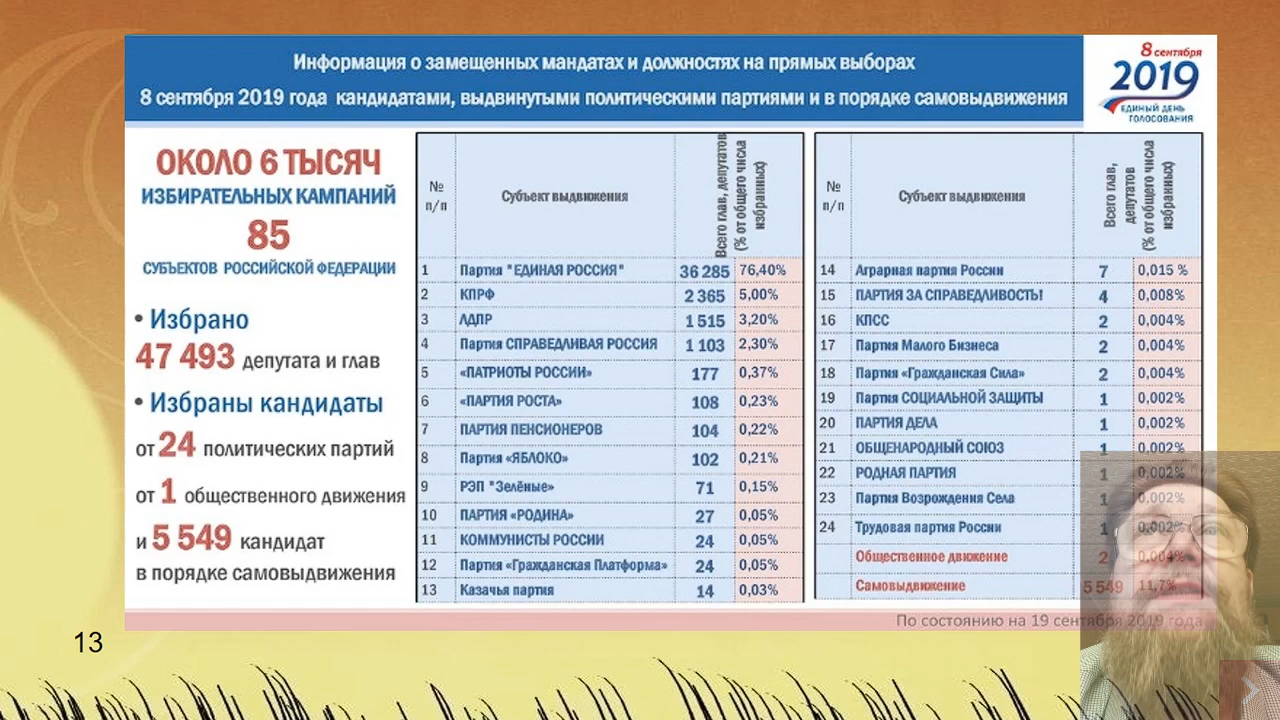 Информация о замещенных мандатах и должностях на прямых выборах
8 сентября 2019 года кандидатами, выдвинутыми политическими партиями и в порядке самовыдвижения
8 сентября
2019
ЕДИНЫЙ ДЕНЬ
ГОЛОСОВАНИЯ
ОКОЛО 6 ТЫСЯЧ
ИЗБИРАТЕЛЬНЫХ КАМПАНИЙ
85
СУБЪЕКТОВ РОССИЙСКОЙ ФЕДЕРАЦИИ
• Избрано
47 493 депутата и глав
• Избраны кандидаты
от 24 политических партий
от 1 общественного движения
и 5 549 кандидат
в порядке самовыдвижения
№ п/п Субъект выдвижения Всего глав, депутатов (% от общего числа избранных)
1 Партия "ЕДИНАЯ РОССИЯ" 36 285 76,40%
2 КПРФ 2 365 5,00%
3 ЛДПР 1 515 3,20%
4 Партия СПРАВЕДЛИВАЯ РОССИЯ 1 103 2,30%
5 «ПАТРИОТЫ РОССИИ» 177 0,37%
6 «ПАРТИЯ РОСТА» 108 0,23%
7 ПАРТИЯ ПЕНСИОНЕРОВ 104 0,22%
8 Партия «ЯБЛОКО» 102 0,21%
9 РЭП "Зелёные» 71 0,15%
10 ПАРТИЯ «РОДИНА» 27 0,05%
11 КОММУНИСТЫ РОССИИ 24 0,05%
12 Партия «Гражданская Платформа» 24 0,05%
13 Казачья партия 14 0,03%
№ п/п Субъект выдвижения Всего глав, депутатов (% от общего числа избранных)
14 Аграрная партия России 7 0,015 %
15 ПАРТИЯ ЗА СПРАВЕДЛИВОСТЬ! 4 0,008%
16 КПСС 2 0,004%
17 Партия Малого Бизнеса 2 0,004%
18 Партия «Гражданская Сила» 2 0,004%
19 Партия СОЦИАЛЬНОЙ ЗАЩИТЫ 1 0,002%
20 ПАРТИЯ ДЕЛА 1 0,002%
21 ОБЩЕНАРОДНЫЙ СОЮЗ 1 0,002%
22 РОДНАЯ ПАРТИЯ 1 0,002%
23 Партия Возрождения Села 1 0,002%
24 Трудовая партия России 1 0,002%
Общественное движение 2 0,004%
Самовыдвижение 5 549 11,7%
По состоянию на 19 сентября 2019 года
13